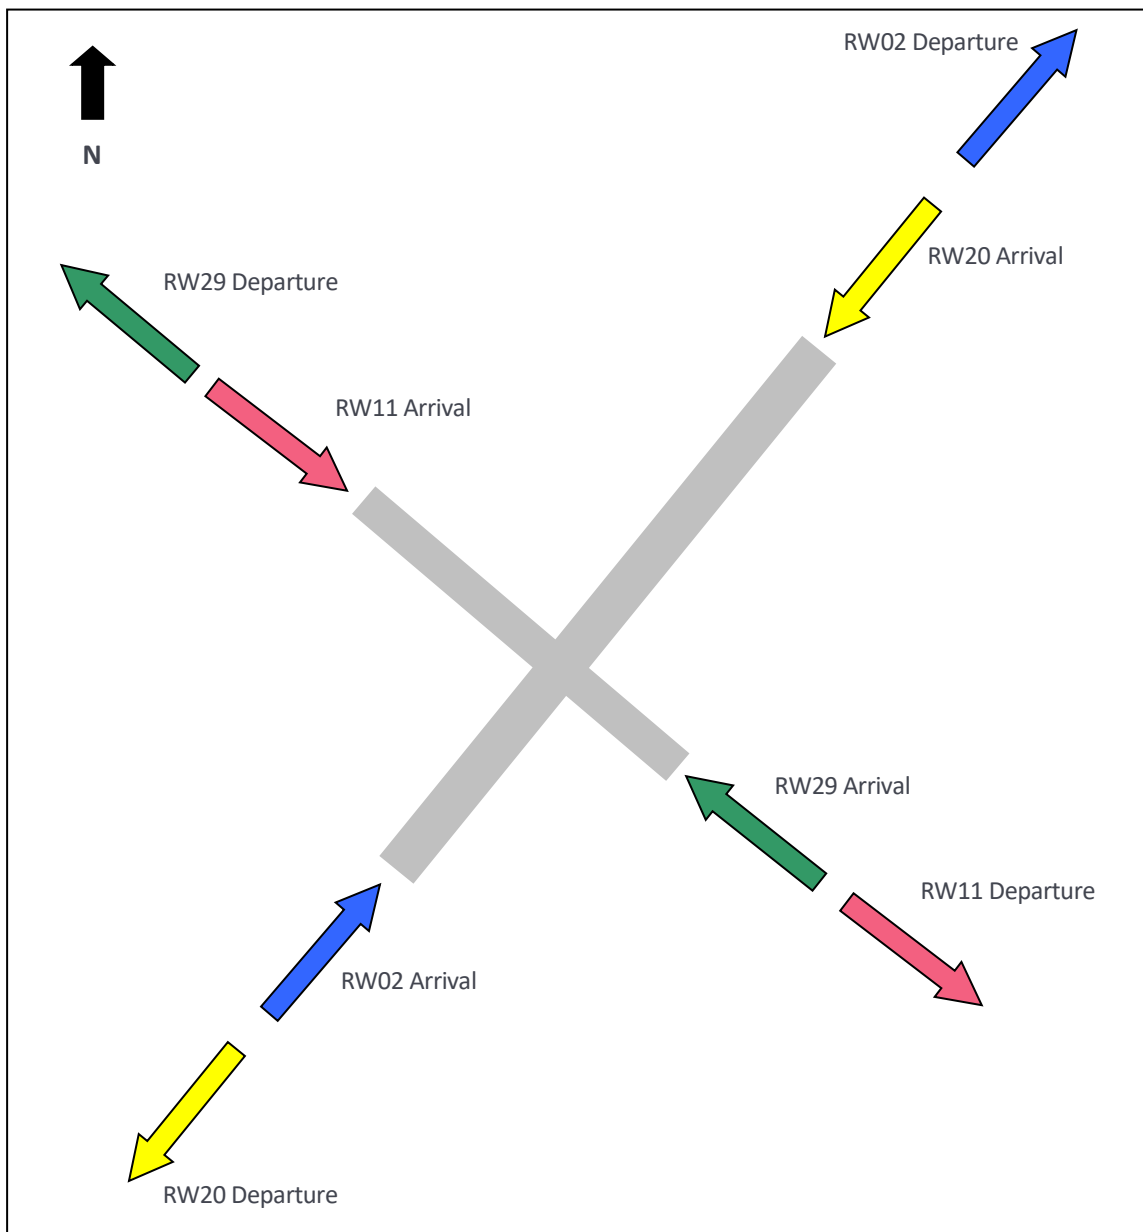 RW02 Departure
N
RW20 Arrival
RW29 Departure
RW11 Arrival
RW29 Arrival
RW11 Departure
RW02 Arrival
RW20 Departure